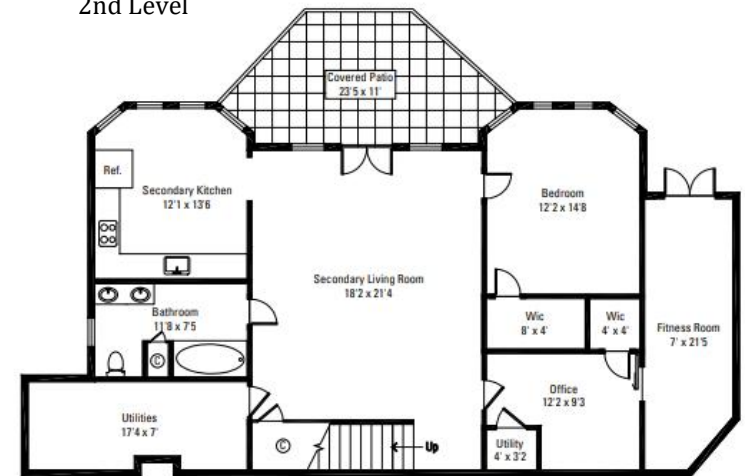 2nd Level
Covered Patio
23'5 x 11'
Ref.
Secondary Kitchen
12'1 x 13'6
Bedroom
12'2 x 14'8
Secondary Living Room
18'2 x 21'4
Bathroom
11'8 x 7'5
Wic
8' x 4'
Wic
4' x 4'
Fitness Room
7' x 21'5
C
Office
12'2 x 9'3
Utilities
17'4 x 7'
C
Up
Utility
4' x 3'2